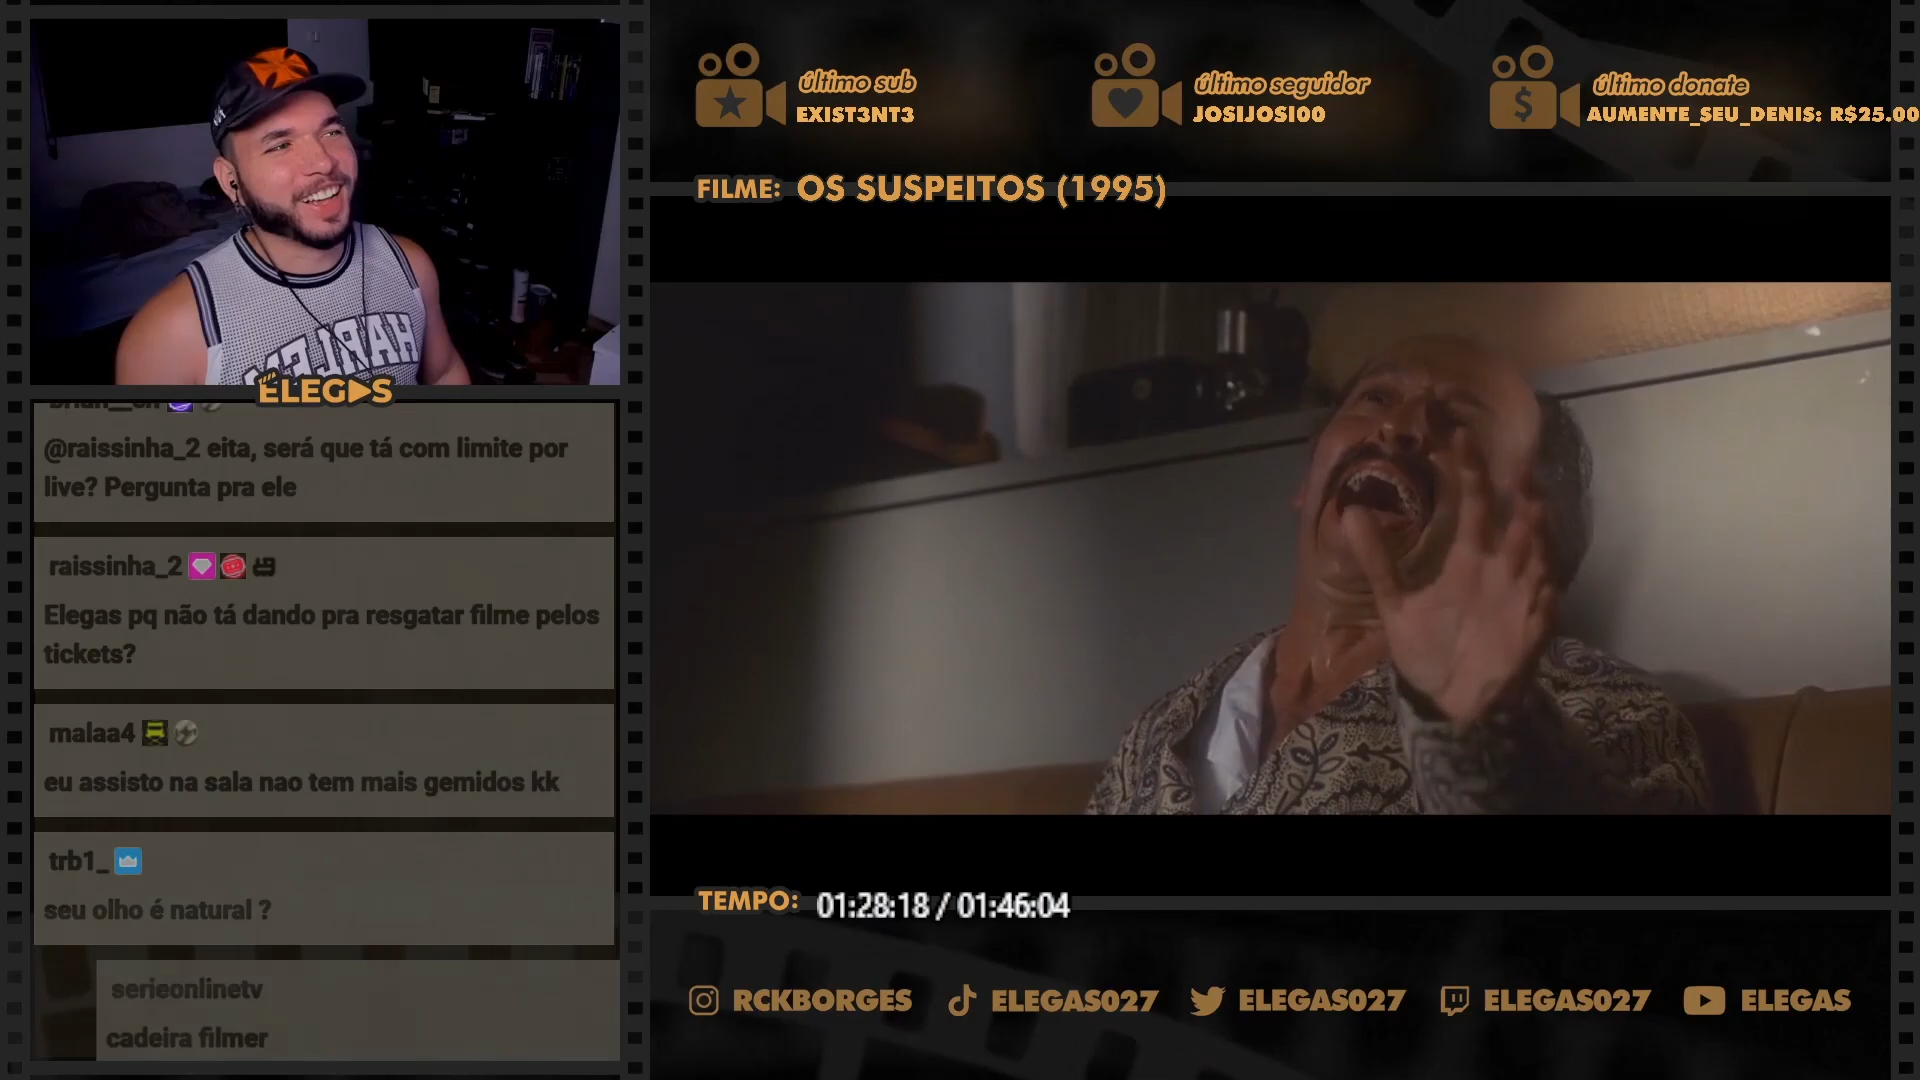 último sub
EXIST3NT3
último seguidor
JOSIJOSI00
último donate
AUMENTE_SEU_DENIS: R$25.00
FILME: OS SUSPEITOS (1995)
HARLEM
ELEGAS
@raissinha_2 eita, será que tá com limite por
live? Pergunta pra ele
raissinha_2
Elegas pq não tá dando pra resgatar filme pelos
tickets?
malaa4
eu assisto na sala nao tem mais gemidos kk
trb1_
seu olho é natural ?
serieonlinetv
cadeira filmer
TEMPO: 01:28:18 / 01:46:04
RCKBORGES
ELEGAS027
ELEGAS027
ELEGAS027
ELEGAS